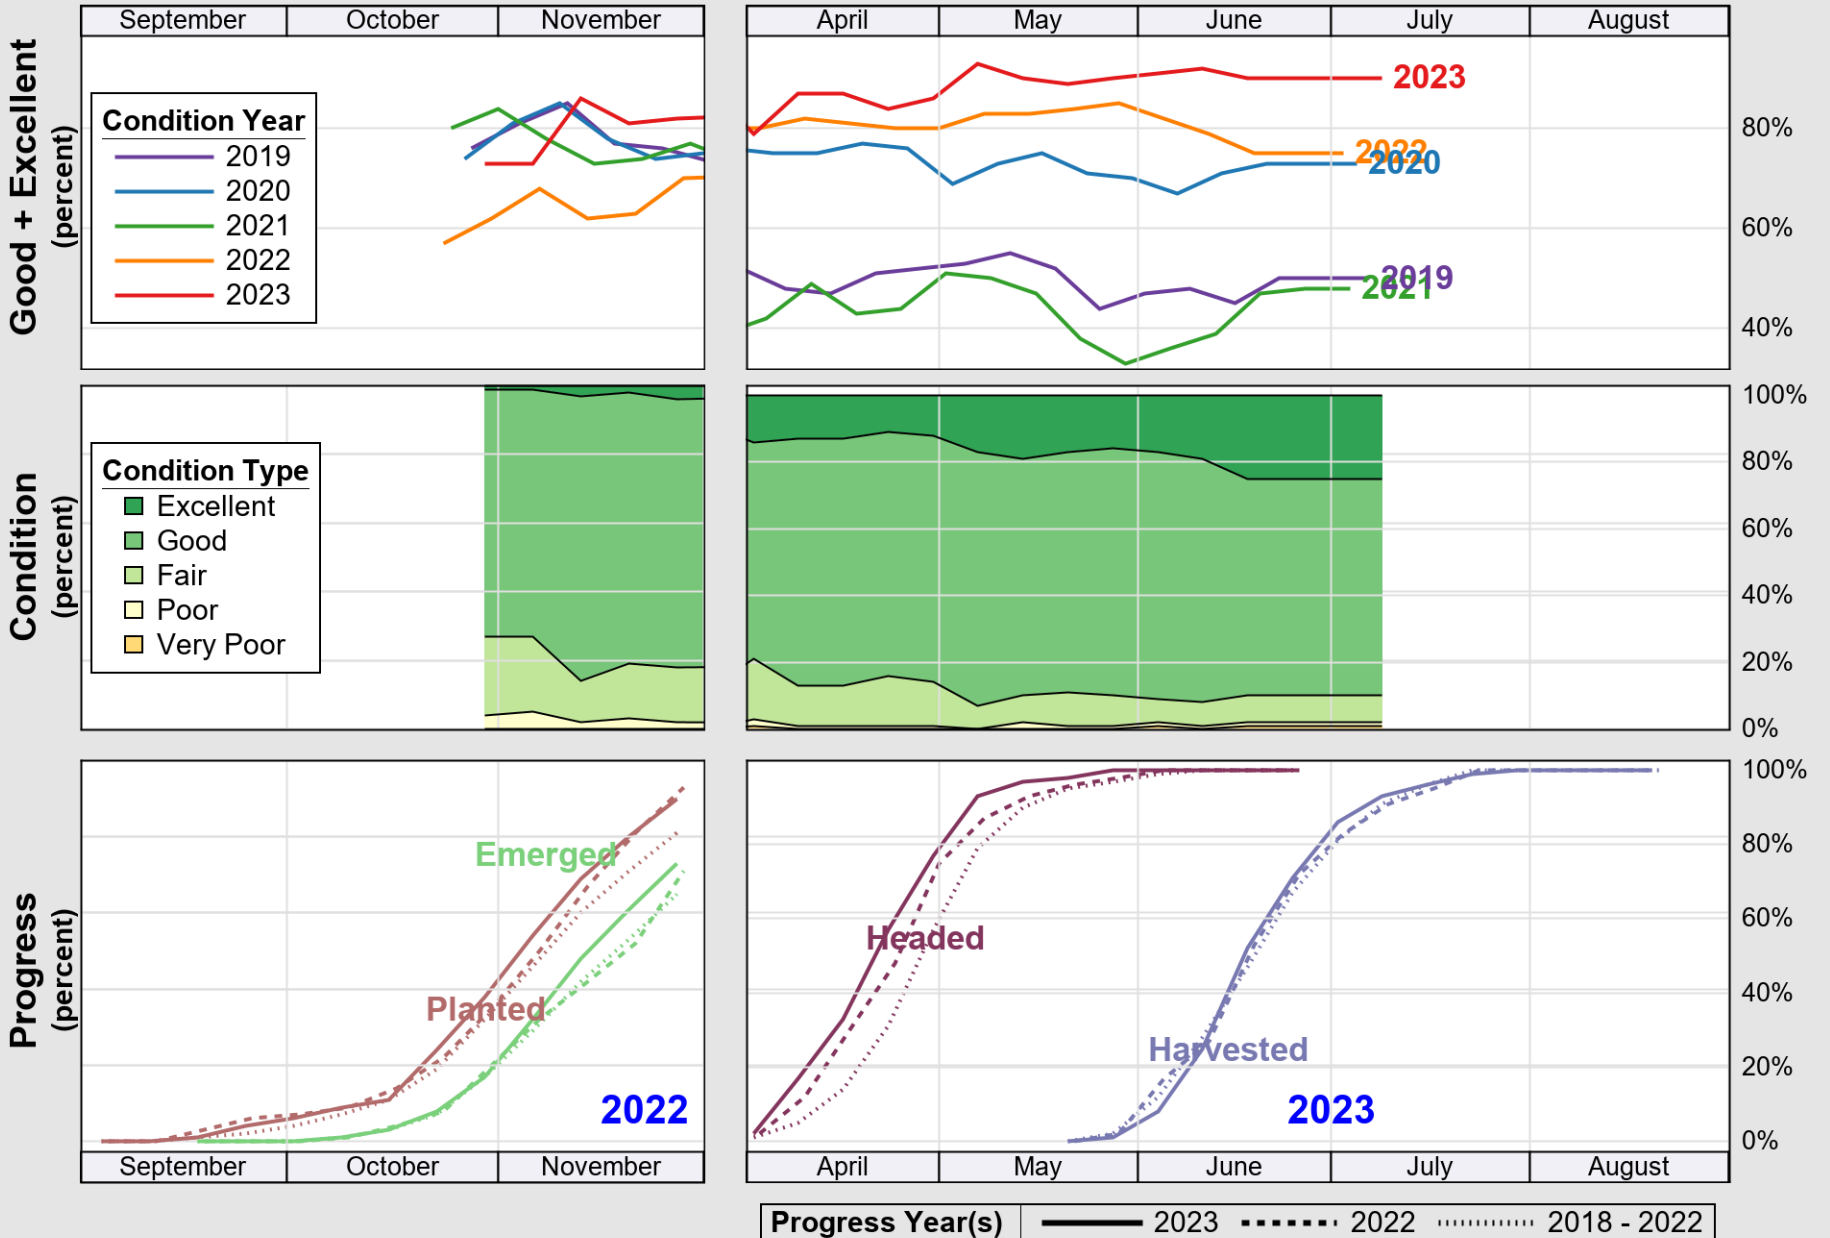 September October November April May June July August
Good + Excellent
(percent)
Condition Year
2019
2020
2021
2022
2023
2023
2022
2020
2019
2021
80%
60%
40%
Condition
(percent)
Condition Type
Excellent
Good
Fair
Poor
Very Poor
100%
80%
60%
40%
20%
0%
Progress
(percent)
Emerged
Planted
2022
Headed
Harvested
2023
100%
80%
60%
40%
20%
0%
September October November April May June July August
Progress Year(s) 2023 2022 2018 - 2022